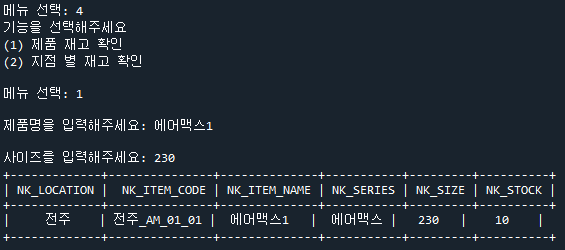 메뉴 선택: 4
기능을 선택해주세요
(1) 제품 재고 확인
(2) 지점 별 재고 확인
메뉴 선택: 1
제품명을 입력해주세요: 에어맥스1
사이즈를 입력해주세요: 230
+-------------+---------------+--------------+-----------+---------+----------+
| NK_LOCATION |  NK_ITEM_CODE | NK_ITEM_NAME | NK_SERIES | NK_SIZE | NK_STOCK |
+-------------+---------------+--------------+-----------+---------+----------+
|     전주    | 전주_AM_01_01 |  에어맥스1   |  에어맥스 |   230   |    10    |
+-------------+---------------+--------------+-----------+---------+----------+